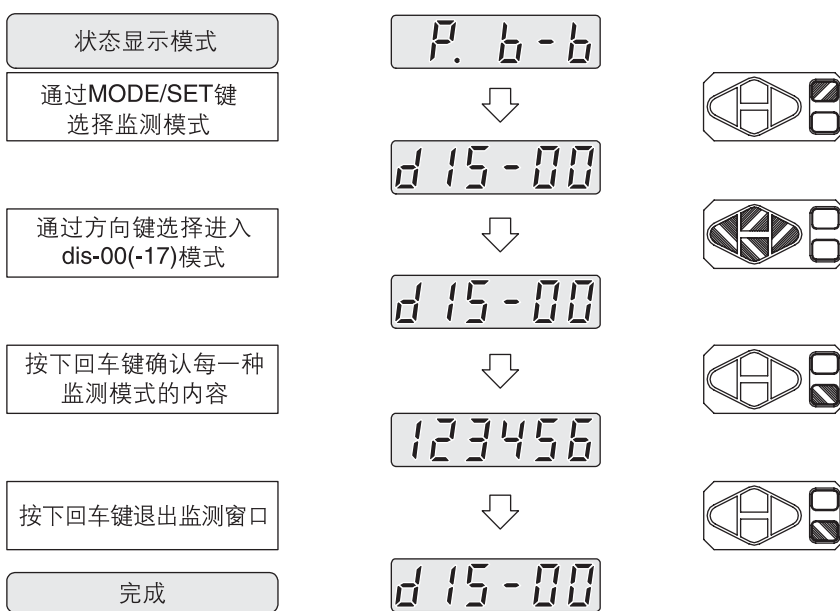 状态显示模式
P. b-b
通过MODE/SET键
选择监测模式
d15-00
通过方向键选择进入
dis-00(-17)模式
d15-00
按下回车键确认每一种
监测模式的内容
123456
按下回车键退出监测窗口
完成
d15-00